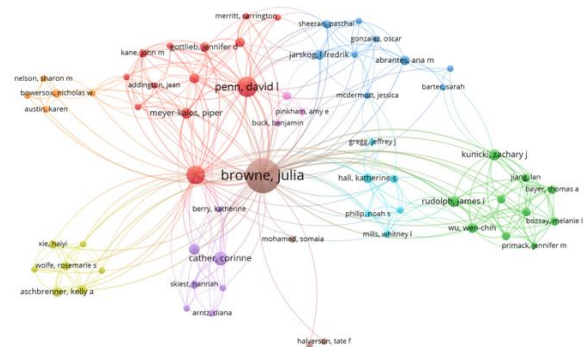 merritt, carrington
sheeran, paschal
gonzalez, oscar
kane, john m
gottlieb, jennifer d
jarskog, l fredrik
abrantes, ana m
nelson, sharon m
addington, jean
penn, david l
barter, sarah
bowersox, nicholas w
mcdermott, jessica
austin, karen
meyer-kalos, piper
pinkham, amy e
buck, benjamin
gregg, jeffrey j
kunicki, zachary j
browne, julia
hall, katherine s
jiang, lan
bayer, thomas a
rudolph, james l
berry, katherine
philip, noah s
bozzay, melanie l
wu, wen-chih
mills, whitney l
primack, jennifer m
xie, haiyi
mohamed, somaia
wolfe, rosemarie s
cather, corinne
aschbrenner, kelly a
skiest, hannah
arntz, diana
halverson, tate f